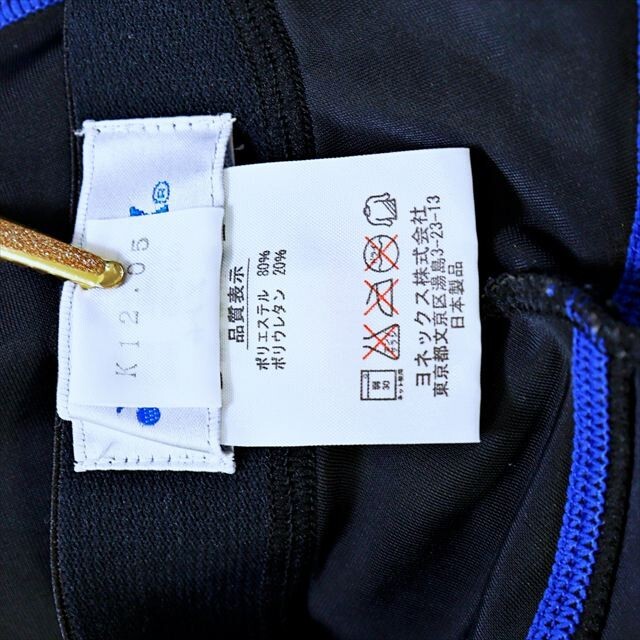 K12.05
品質表示
ポリエステル 80%
ポリウレタン 20%
弱
30
ヨネックス株式会社
東京都文京区湯島3-23-13
日本製品